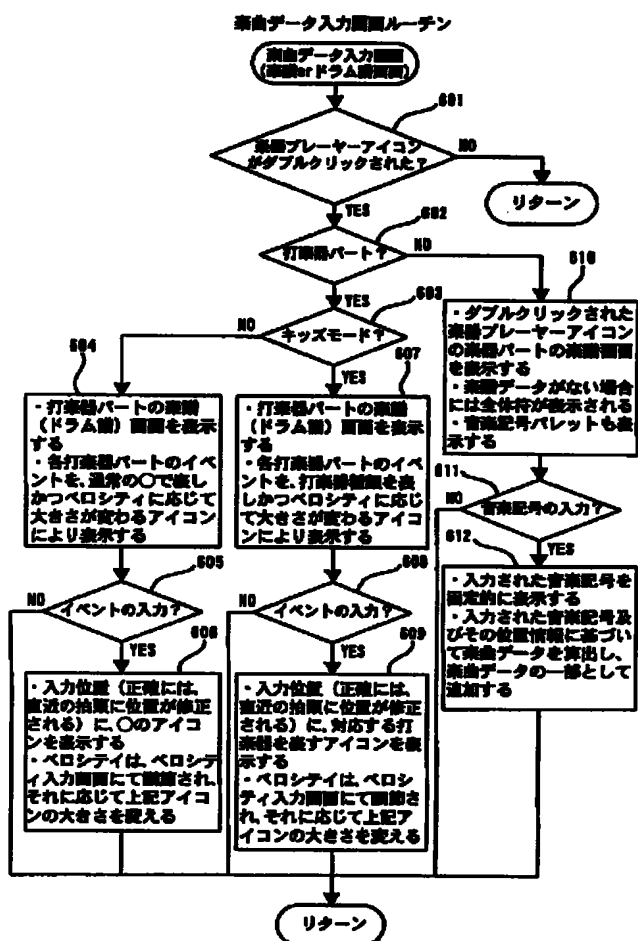 楽曲データ入力画面ルーチン
楽曲データ入力画面
(楽譜orドラム譜画面)
601
楽器プレーヤーアイコン
がダブルクリックされた?
NO
リターン
YES
602
打楽器パート?
NO
610
YES
603
キッズモード?
NO
YES
604
・打楽器パートの楽譜
(ドラム譜)画面を表示
する
・各打楽器パートのイベ
ントを、通常の〇で表し
かつベロシティに応じて
大きさが変わるアイコン
により表示する
607
・打楽器パートの楽譜
(ドラム譜)画面を表示
する
・各打楽器パートのイベ
ントを、打楽器種類を表
しかつベロシティに応じ
て大きさが変わるアイコ
ンにより表示する
・ダブルクリックされた
楽器プレーヤーアイコン
の楽器パートの楽譜画面
を表示する
・楽譜データがない場合
には全体符が表示される
・音楽記号パレットも表
示する
611
NO
音楽記号の入力?
YES
612
・入力された音楽記号を
固定的に表示する
・入力された音楽記号及
びその位置情報に基づい
て楽曲データを算出し、
楽曲データの一部として
追加する
605
NO
イベントの入力?
YES
606
・入力位置(正確には、
直近の拍頭に位置が修正
される)に、〇のアイコ
ンを表示する
・ベロシティは、ベロシ
ティ入力画面にて調節され、
それに応じて上記アイコ
ンの大きさを変える
608
NO
イベントの入力?
YES
609
・入力位置(正確には、
直近の拍頭に位置が修正
される)に、対応する打
楽器を表すアイコンを表
示する
・ベロシティは、ベロシ
ティ入力画面にて調節さ
れ、それに応じて上記ア
イコンの大きさを変える
リターン